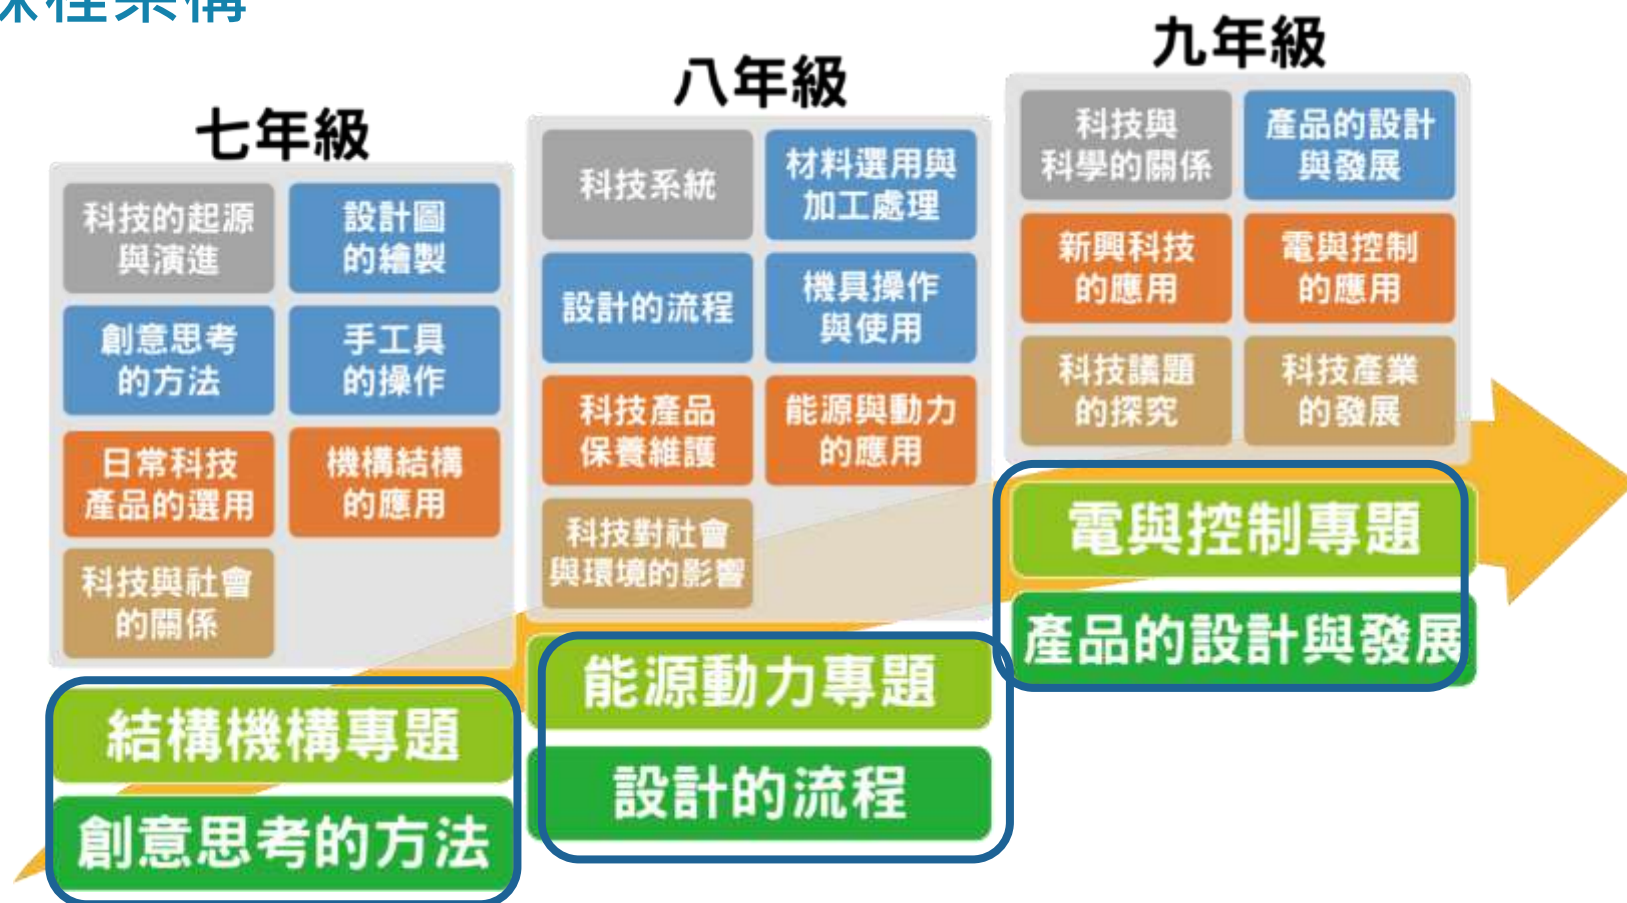 課程架構
七年級
科技的起源
與演進
設計圖
的繪製
創意思考
的方法
手工具
的操作
日常科技
產品的選用
機構結構
的應用
科技與社會
的關係
結構機構專題
創意思考的方法
八年級
科技系統
材料選用與
加工處理
設計的流程
機具操作
與使用
科技產品
保養維護
能源與動力
的應用
科技對社會
與環境的影響
能源動力專題
設計的流程
九年級
科技與
科學的關係
產品的設計
與發展
新興科技
的應用
電與控制
的應用
科技議題
的探究
科技產業
的發展
電與控制專題
產品的設計與發展